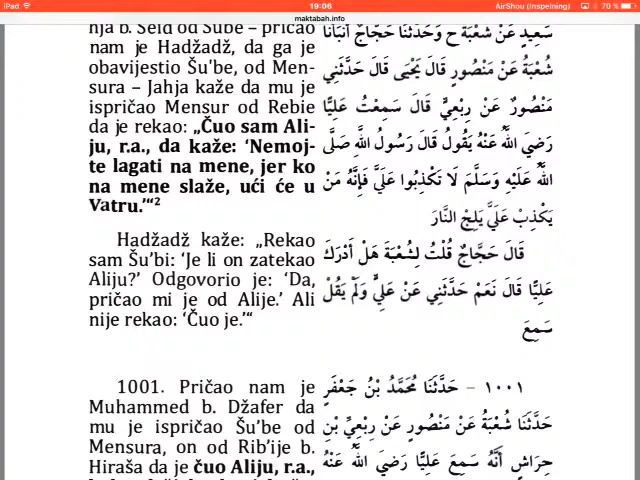 iPad
19:06
AirShou (Inspelning)
70 %
maktabah.info
nja b. Seid od Šube – pričao
nam je Hadžadž, da ga je
obavijestio Šu'be, od Men-
sura – Jahja kaže da mu je
ispričao Mensur od Rebie
da je rekao: „Čuo sam Ali-
ju, r.a., da kaže: ‘Nemoj-
te lagati na mene, jer ko
na mene slaže, ući će u
Vatru.’“²
Hadžadž kaže: „Rekao
sam Šu’bi: ‘Je li on zatekao
Aliju?’ Odgovorio je: ‘Da,
pričao mi je od Alije.’ Ali
nije rekao: ‘Čuo je.’“
1001. Pričao nam je
Muhammed b. Džafer da
mu je ispričao Šu’be od
Mensura, on od Rib’ije b.
Hiraša da je čuo Aliju, r.a.,
سَعِيدٍ عَنْ شُعْبَةَ ح وَحَدَّثَنَا حَجَّاجٌ أَنْبَأَنَا
شُعْبَةُ عَنْ مَنْصُورٍ قَالَ يَحْيَى قَالَ حَدَّثَنِي
مَنْصُورٌ عَنْ رِبْعِيٍّ قَالَ سَمِعْتُ عَلِيًّا
رَضِيَ اللَّهُ عَنْهُ يَقُولُ قَالَ رَسُولُ اللَّهِ صَلَّى
اللَّهُ عَلَيْهِ وَسَلَّمَ لَا تَكْذِبُوا عَلَيَّ فَإِنَّهُ مَنْ
يَكْذِبْ عَلَيَّ يَلِجْ النَّارَ
قَالَ حَجَّاجٌ قُلْتُ لِشُعْبَةَ هَلْ أَدْرَكَ
عَلِيًّا قَالَ نَعَمْ حَدَّثَنِي عَنْ عَلِيٍّ وَلَمْ يَقُلْ
سَمِعَ
١٠٠١ – حَدَّثَنَا مُحَمَّدُ بْنُ جَعْفَرٍ
حَدَّثَنَا شُعْبَةُ عَنْ مَنْصُورٍ عَنْ رِبْعِيِّ بْنِ
حِرَاشٍ أَنَّهُ سَمِعَ عَلِيًّا رَضِيَ اللَّهُ عَنْهُ